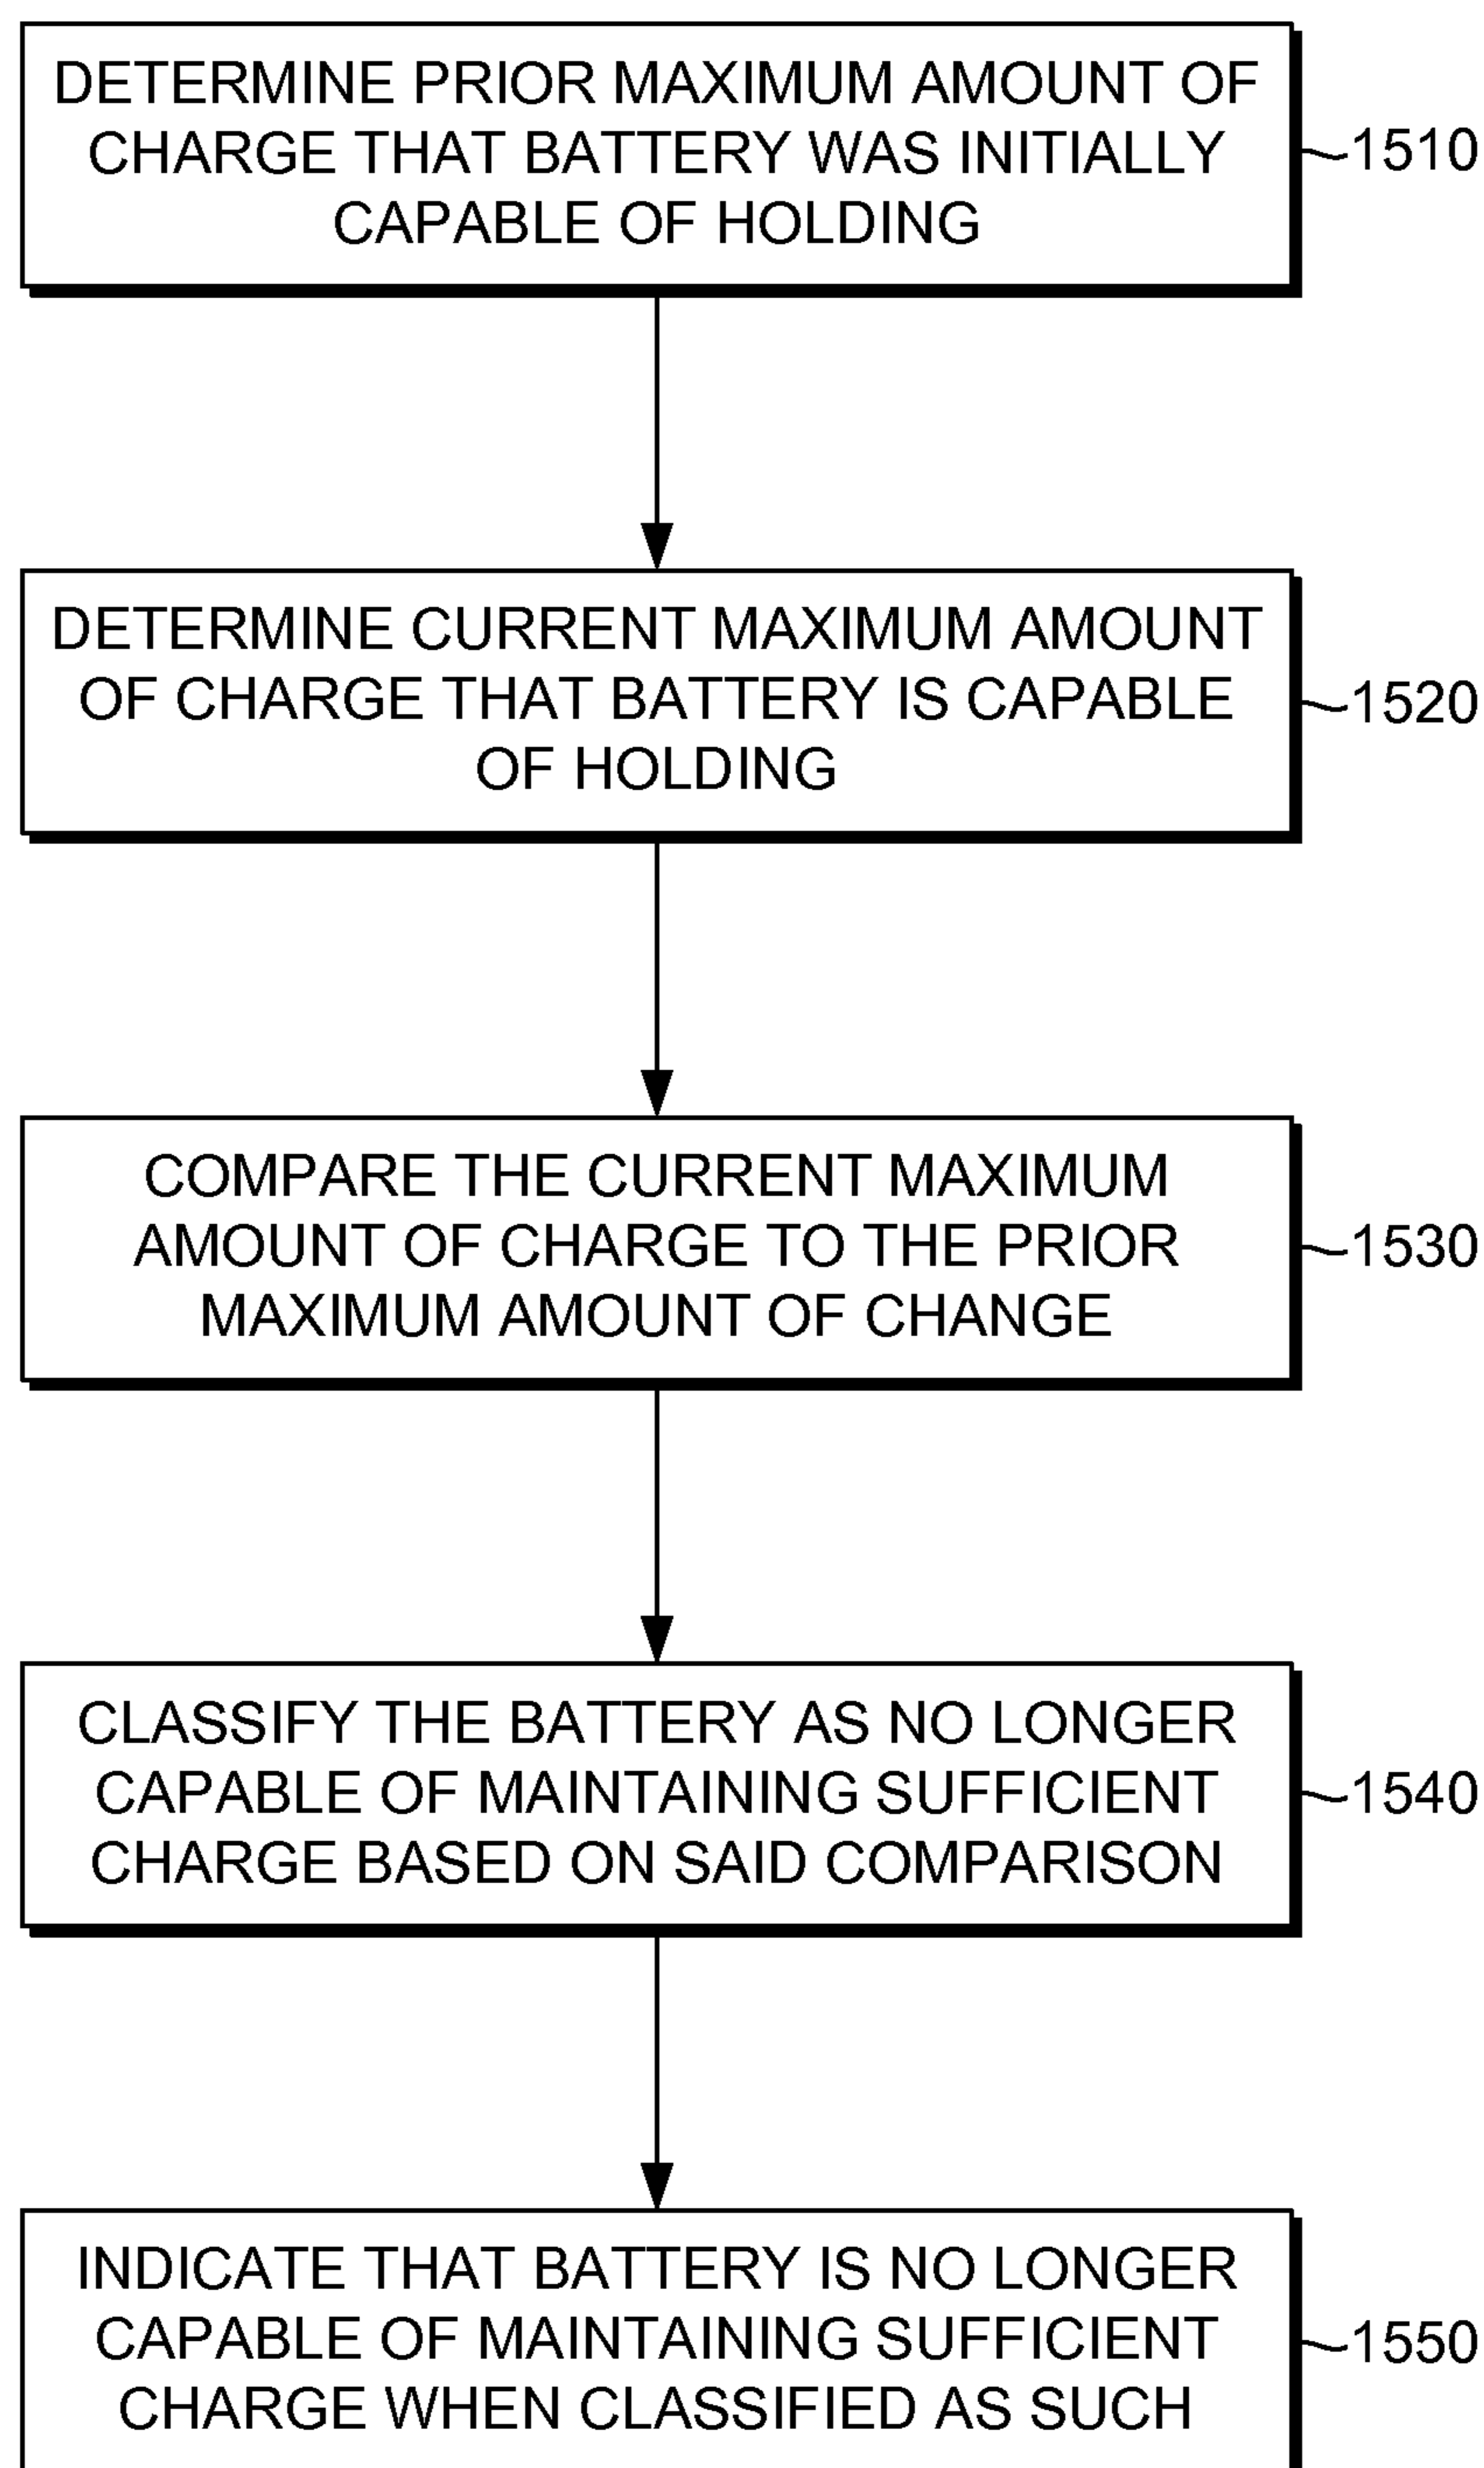 DETERMINE PRIOR MAXIMUM AMOUNT OF
CHARGE THAT BATTERY WAS INITIALLY
CAPABLE OF HOLDING
1510
DETERMINE CURRENT MAXIMUM AMOUNT
OF CHARGE THAT BATTERY IS CAPABLE
OF HOLDING
1520
COMPARE THE CURRENT MAXIMUM
AMOUNT OF CHARGE TO THE PRIOR
MAXIMUM AMOUNT OF CHANGE
1530
CLASSIFY THE BATTERY AS NO LONGER
CAPABLE OF MAINTAINING SUFFICIENT
CHARGE BASED ON SAID COMPARISON
1540
INDICATE THAT BATTERY IS NO LONGER
CAPABLE OF MAINTAINING SUFFICIENT
CHARGE WHEN CLASSIFIED AS SUCH
1550